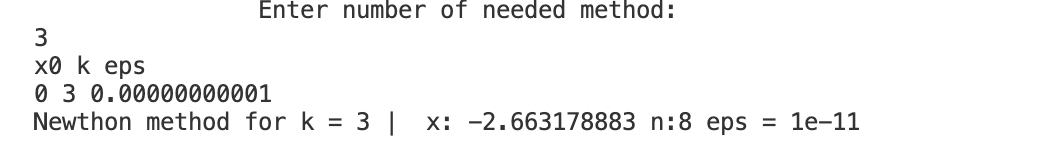 Enter number of needed method:
3
x0 k eps
0 3 0.00000000001
Newthon method for k = 3 |  x: −2.663178883 n:8 eps = 1e−11